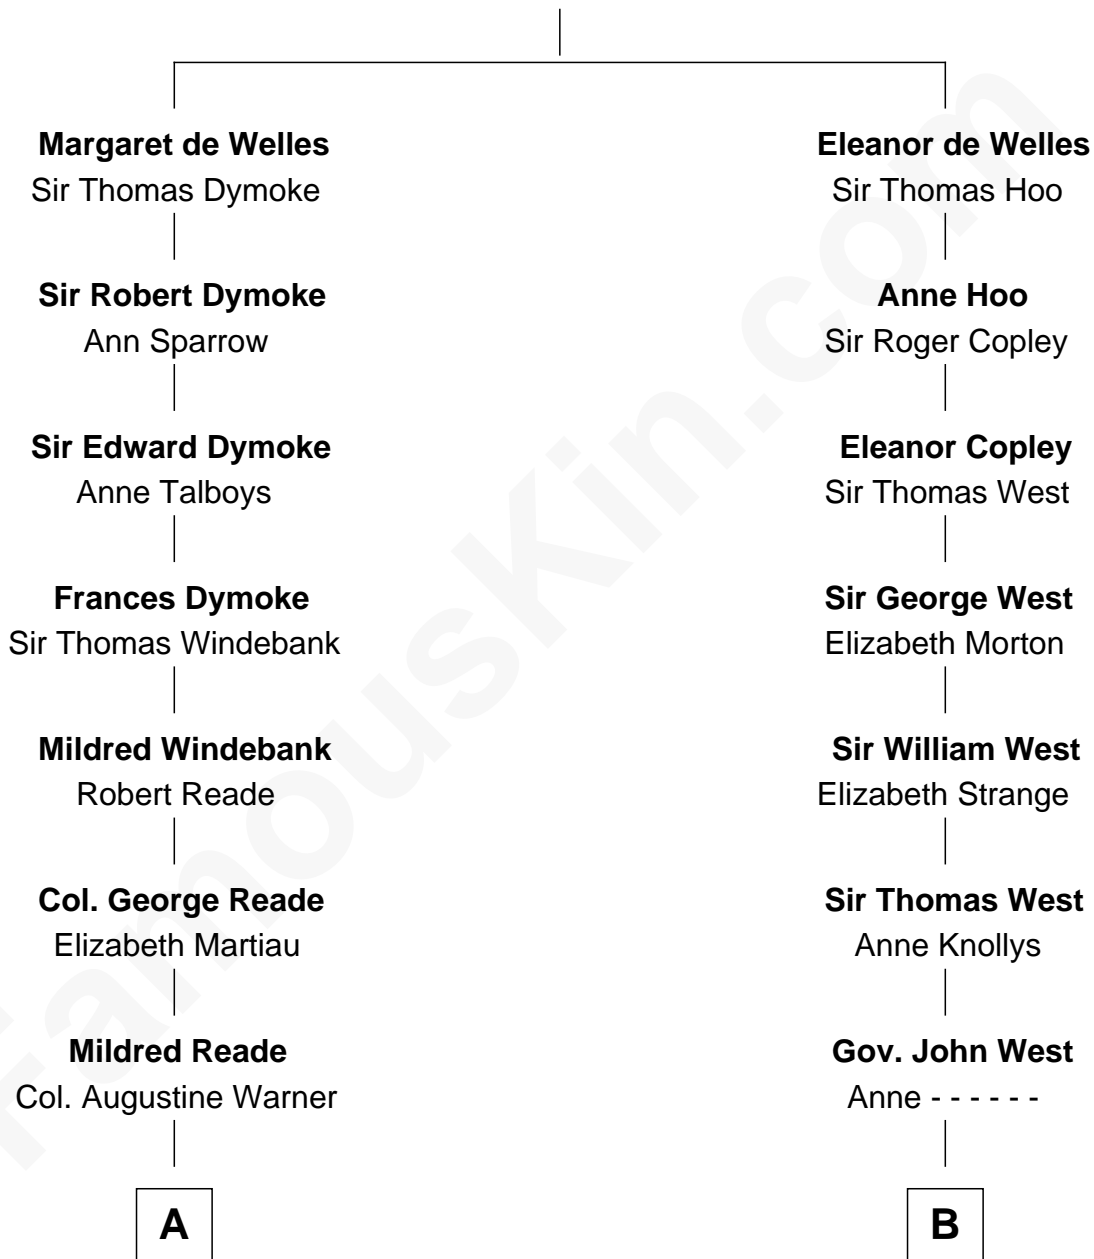 Margaret de Welles
Sir Thomas Dymoke
Sir Robert Dymoke
Ann Sparrow
Sir Edward Dymoke
Anne Talboys
Frances Dymoke
Sir Thomas Windebank
Mildred Windebank
Robert Reade
Col. George Reade
Elizabeth Martiau
Mildred Reade
Col. Augustine Warner
A
Eleanor de Welles
Sir Thomas Hoo
Anne Hoo
Sir Roger Copley
Eleanor Copley
Sir Thomas West
Sir George West
Elizabeth Morton
Sir William West
Elizabeth Strange
Sir Thomas West
Anne Knollys
Gov. John West
Anne - - - - - -
B
FamousKin.com